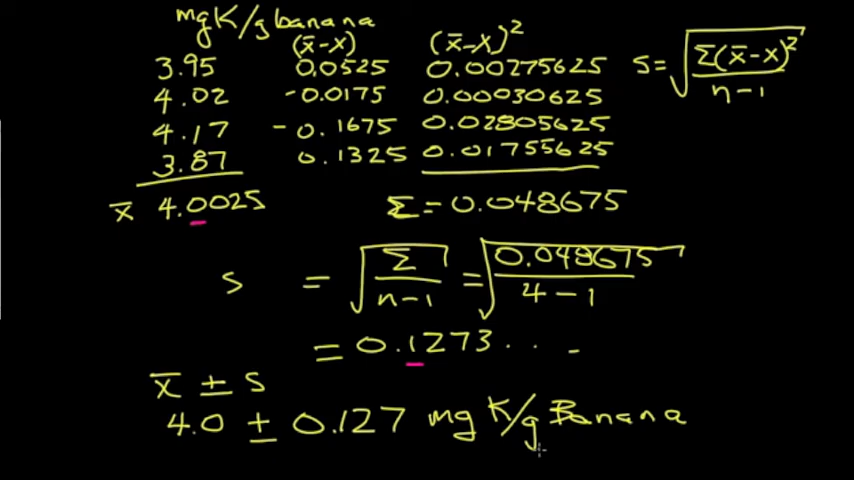 mgK/gbanana
(x̄-x) (x̄-x)²
3.95 0.0525 0.00275625 s=√(Σ(x̄-x)²/n-1)
4.02 -0.0175 0.00030625
4.17 -0.1675 0.02805625
3.87 0.1325 0.01755625
x̄ 4.0025 Σ=0.048675
s = √(Σ/n-1) = √(0.048675/4-1)
= 0.1273...
x̄ ± s
4.0 ± 0.127 mg K/g Banana